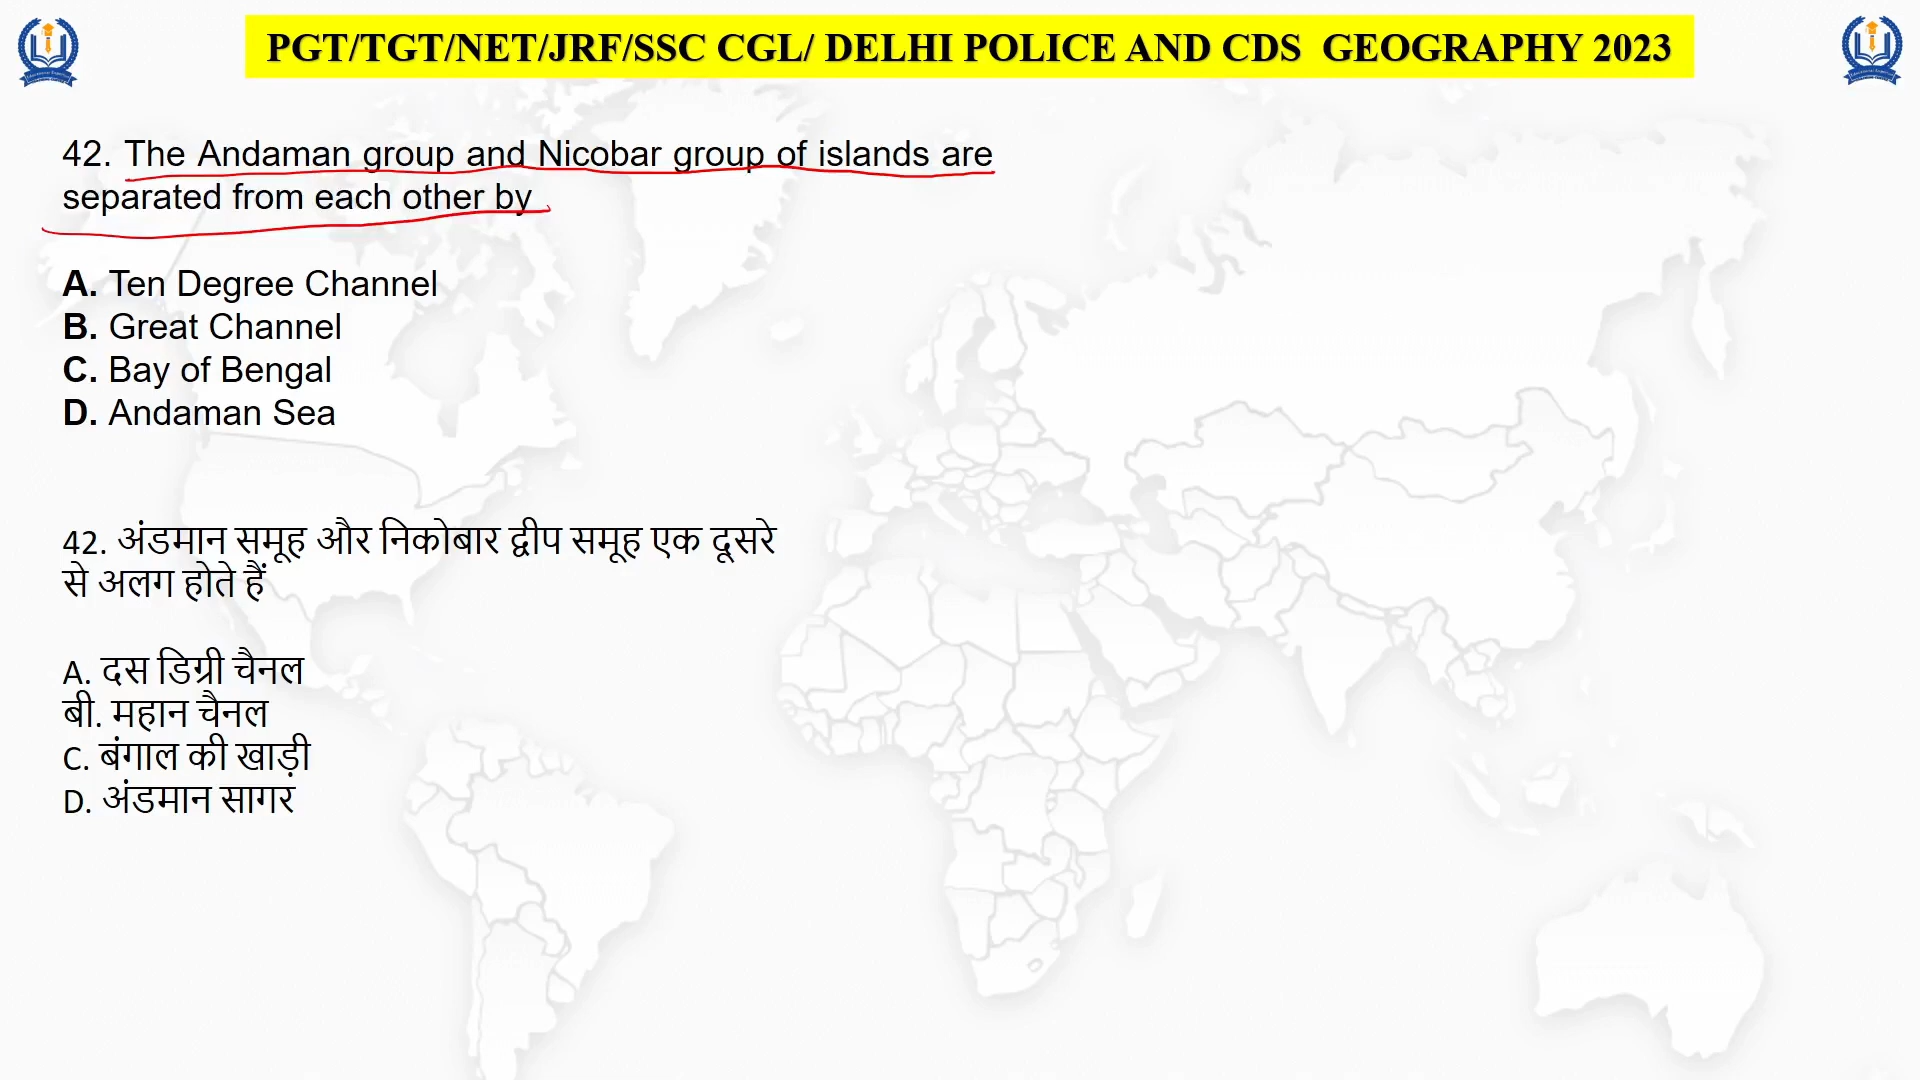 PGT/TGT/NET/JRF/SSC CGL/ DELHI POLICE AND CDS GEOGRAPHY 2023
42. The Andaman group and Nicobar group of islands are
separated from each other by
A. Ten Degree Channel
B. Great Channel
C. Bay of Bengal
D. Andaman Sea
42. अंडमान समूह और निकोबार द्वीप समूह एक दूसरे
से अलग होते हैं
A. दस डिग्री चैनल
बी. महान चैनल
C. बंगाल की खाड़ी
D. अंडमान सागर